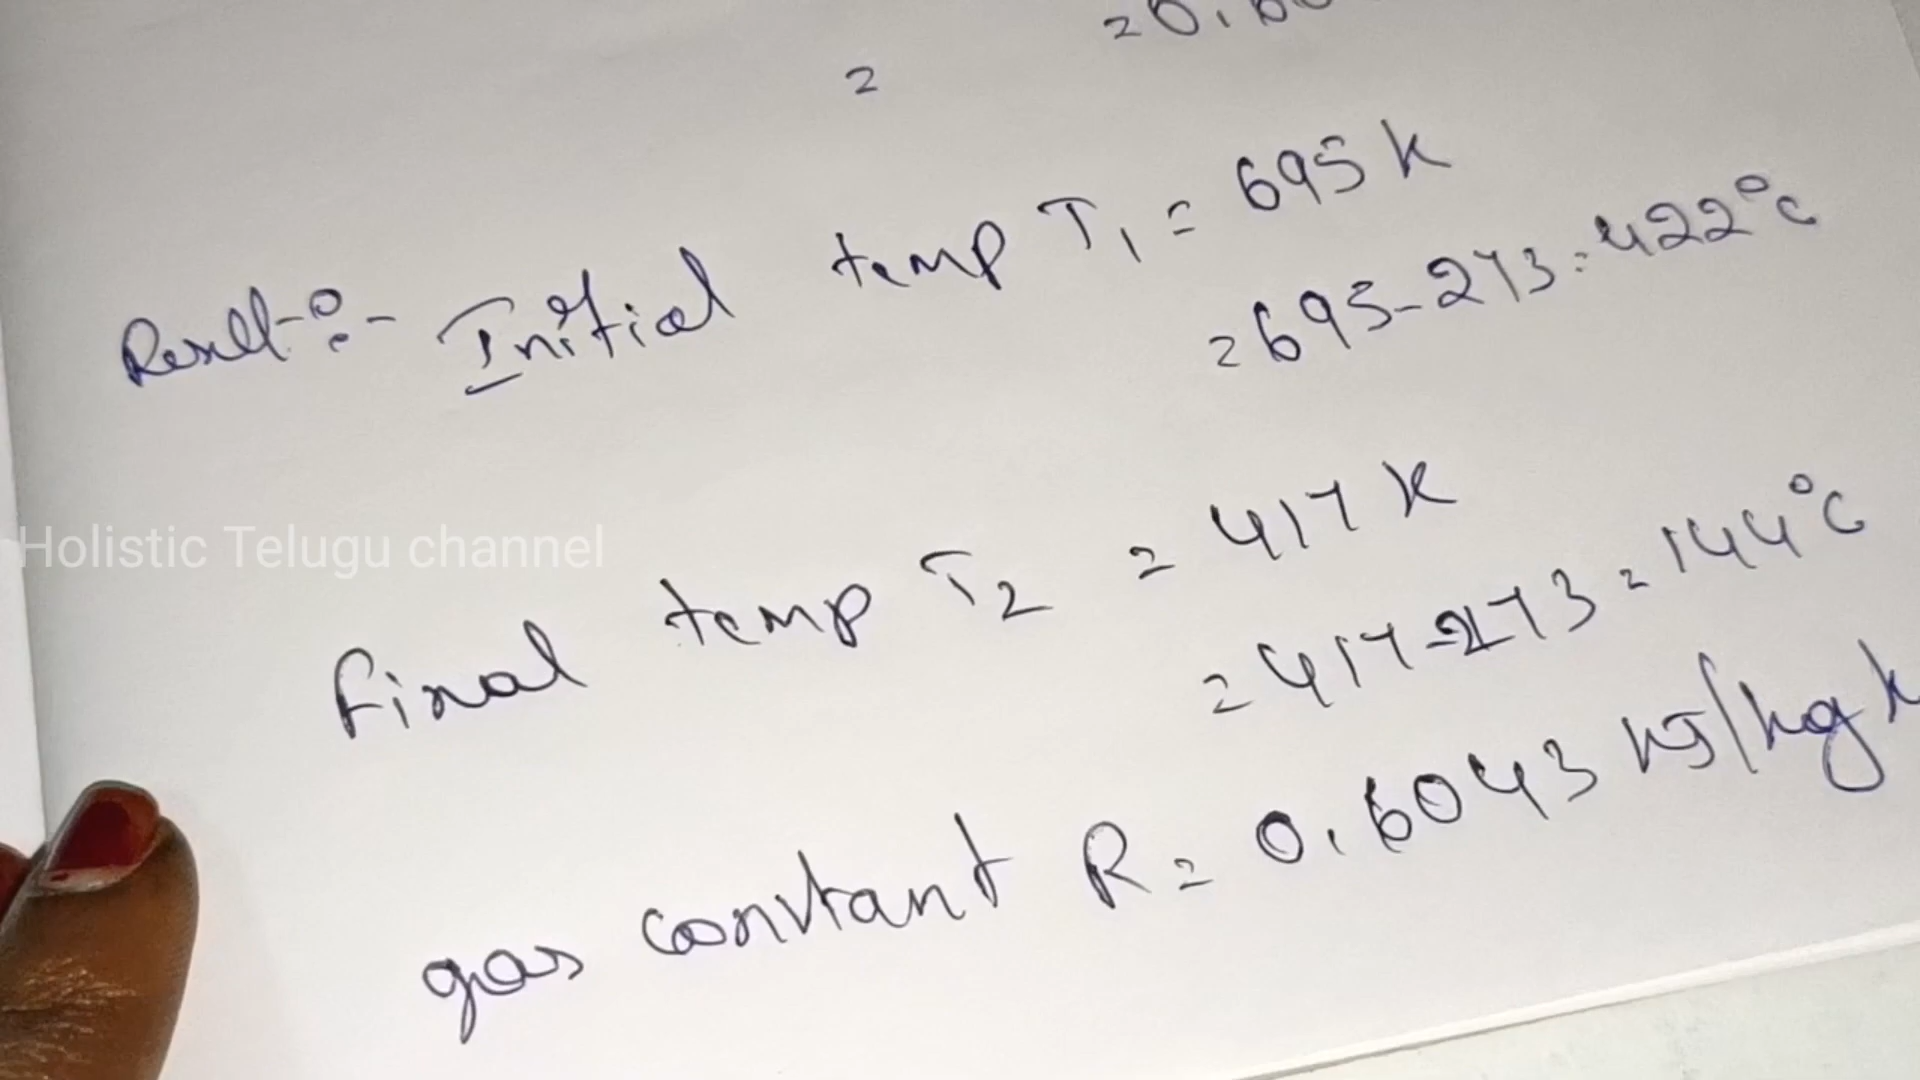 2
Result :- Initial temp T₁ = 695 K
= 695 - 273 = 422°C
Final temp T₂ = 417 K
= 417 - 273 = 144°C
gas constant R = 0.6043 kJ/kg K
Holistic Telugu channel